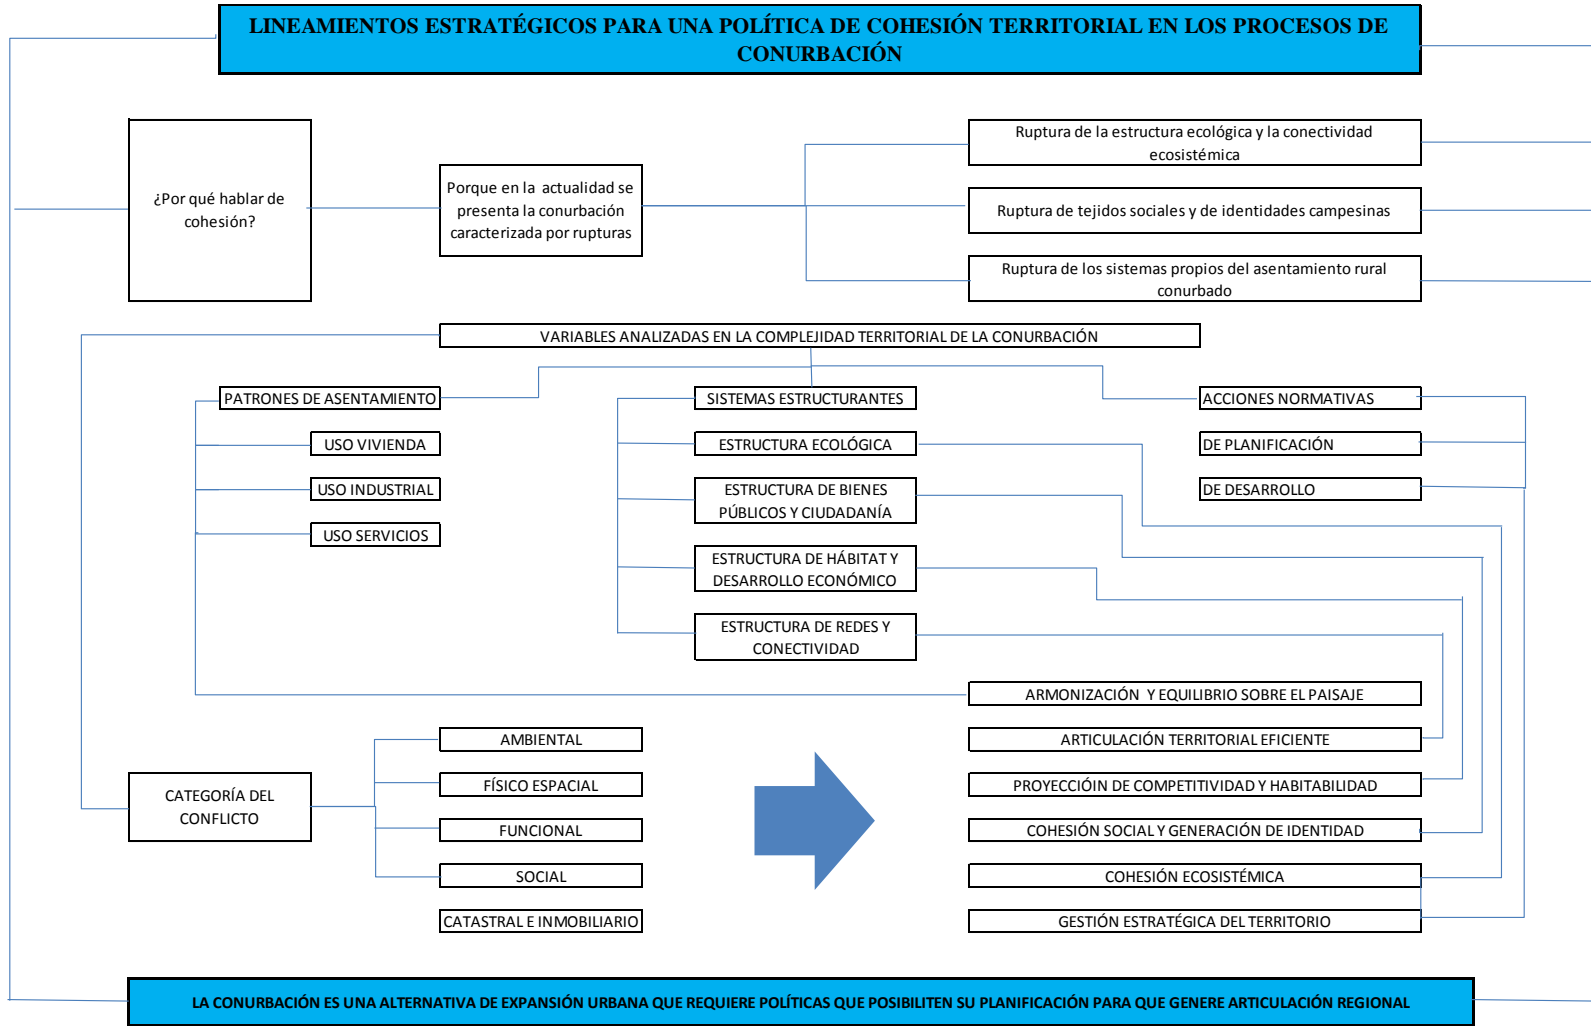 LINEAMIENTOS ESTRATÉGICOS PARA UNA POLÍTICA DE COHESIÓN TERRITORIAL EN LOS PROCESOS DE
CONURBACIÓN
¿Por qué hablar de
cohesión?
Porque en la actualidad se
presenta la conurbación
caracterizada por rupturas
Ruptura de la estructura ecológica y la conectividad
ecosistémica
Ruptura de tejidos sociales y de identidades campesinas
Ruptura de los sistemas propios del asentamiento rural
conurbado
VARIABLES ANALIZADAS EN LA COMPLEJIDAD TERRITORIAL DE LA CONURBACIÓN
PATRONES DE ASENTAMIENTO
USO VIVIENDA
USO INDUSTRIAL
USO SERVICIOS
SISTEMAS ESTRUCTURANTES
ESTRUCTURA ECOLÓGICA
ESTRUCTURA DE BIENES
PÚBLICOS Y CIUDADANÍA
ESTRUCTURA DE HÁBITAT Y
DESARROLLO ECONÓMICO
ESTRUCTURA DE REDES Y
CONECTIVIDAD
ACCIONES NORMATIVAS
DE PLANIFICACIÓN
DE DESARROLLO
CATEGORÍA DEL
CONFLICTO
AMBIENTAL
FÍSICO ESPACIAL
FUNCIONAL
SOCIAL
CATASTRAL E INMOBILIARIO
ARMONIZACIÓN Y EQUILIBRIO SOBRE EL PAISAJE
ARTICULACIÓN TERRITORIAL EFICIENTE
PROYECCIÓIN DE COMPETITIVIDAD Y HABITABILIDAD
COHESIÓN SOCIAL Y GENERACIÓN DE IDENTIDAD
COHESIÓN ECOSISTÉMICA
GESTIÓN ESTRATÉGICA DEL TERRITORIO
LA CONURBACIÓN ES UNA ALTERNATIVA DE EXPANSIÓN URBANA QUE REQUIERE POLÍTICAS QUE POSIBILITEN SU PLANIFICACIÓN PARA QUE GENERE ARTICULACIÓN REGIONAL